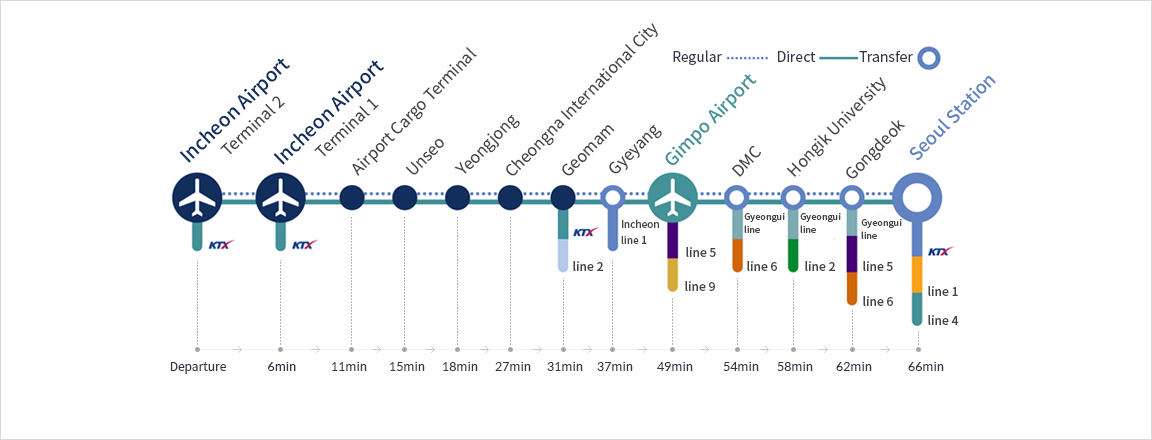 Regular
Direct
Transfer
Incheon Airport
Terminal 2
Incheon Airport
Terminal 1
Airport Cargo Terminal
Unseo
Yeongjong
Cheongna International City
Geomam
Gyeyang
Gimpo Airport
DMC
Hongik University
Gongdeok
Seoul Station
KTX
KTX
KTX
line 2
Incheon
line 1
line 5
line 9
Gyeongui
line
line 6
Gyeongui
line
line 2
Gyeongui
line
line 5
line 6
KTX
line 1
line 4
Departure
6min
11min
15min
18min
27min
31min
37min
49min
54min
58min
62min
66min